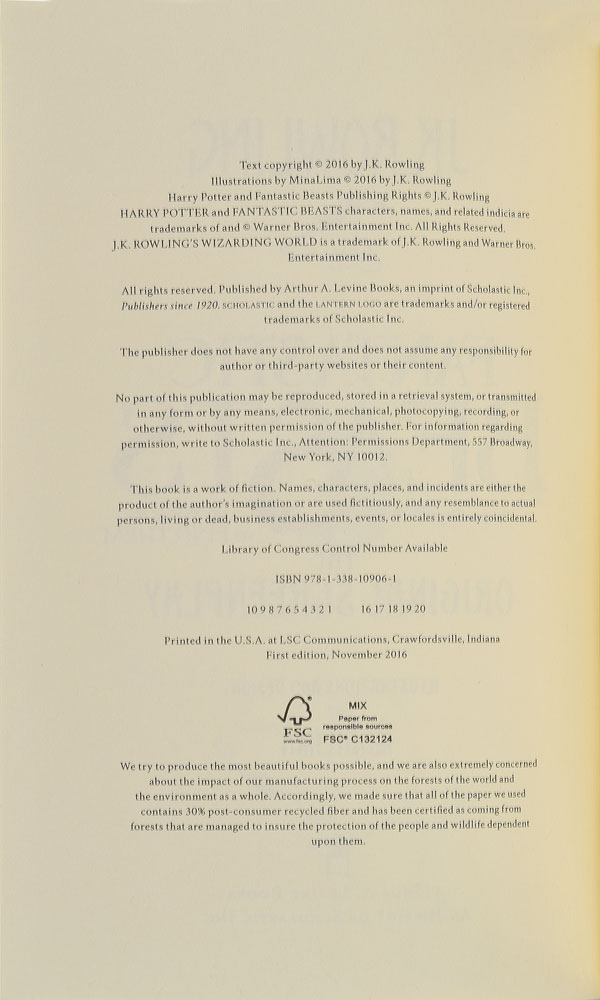 Text copyright © 2016 by J.K. Rowling
Illustrations by MinaLima © 2016 by J.K. Rowling
Harry Potter and Fantastic Beasts Publishing Rights © J.K. Rowling
HARRY POTTER and FANTASTIC BEASTS characters, names, and related indicia are
trademarks of and © Warner Bros. Entertainment Inc. All Rights Reserved.
J.K. ROWLING'S WIZARDING WORLD is a trademark of J.K. Rowling and Warner Bros.
Entertainment Inc.
All rights reserved. Published by Arthur A. Levine Books, an imprint of Scholastic Inc.,
Publishers since 1920. SCHOLASTIC and the LANTERN LOGO are trademarks and/or registered
trademarks of Scholastic Inc.
The publisher does not have any control over and does not assume any responsibility for
author or third-party websites or their content.
No part of this publication may be reproduced, stored in a retrieval system, or transmitted
in any form or by any means, electronic, mechanical, photocopying, recording, or
otherwise, without written permission of the publisher. For information regarding
permission, write to Scholastic Inc., Attention: Permissions Department, 557 Broadway,
New York, NY 10012.
This book is a work of fiction. Names, characters, places, and incidents are either the
product of the author's imagination or are used fictitiously, and any resemblance to actual
persons, living or dead, business establishments, events, or locales is entirely coincidental.
Library of Congress Control Number Available
ISBN 978-1-338-10906-1
10 9 8 7 6 5 4 3 2 1 16 17 18 19 20
Printed in the U.S.A. at LSC Communications, Crawfordsville, Indiana
First edition, November 2016
FSC
www.fsc.org
MIX
Paper from
responsible sources
FSC® C132124
We try to produce the most beautiful books possible, and we are also extremely concerned
about the impact of our manufacturing process on the forests of the world and
the environment as a whole. Accordingly, we made sure that all of the paper we used
contains 30% post-consumer recycled fiber and has been certified as coming from
forests that are managed to insure the protection of the people and wildlife dependent
upon them.